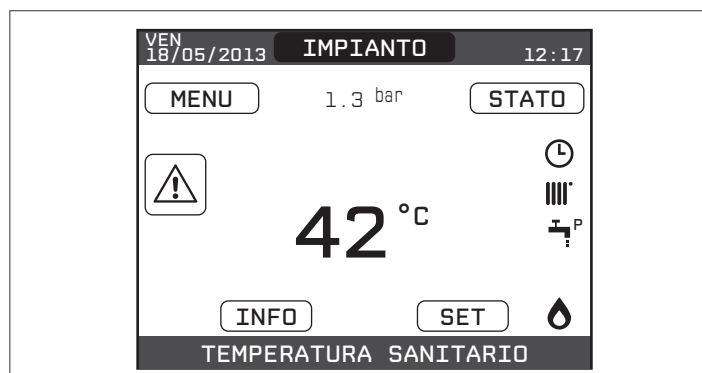 VEN
18/05/2013 IMPIANTO 12:17
MENU 1.3 bar STATO
42 °C
P
INFO SET
TEMPERATURA SANITARIO